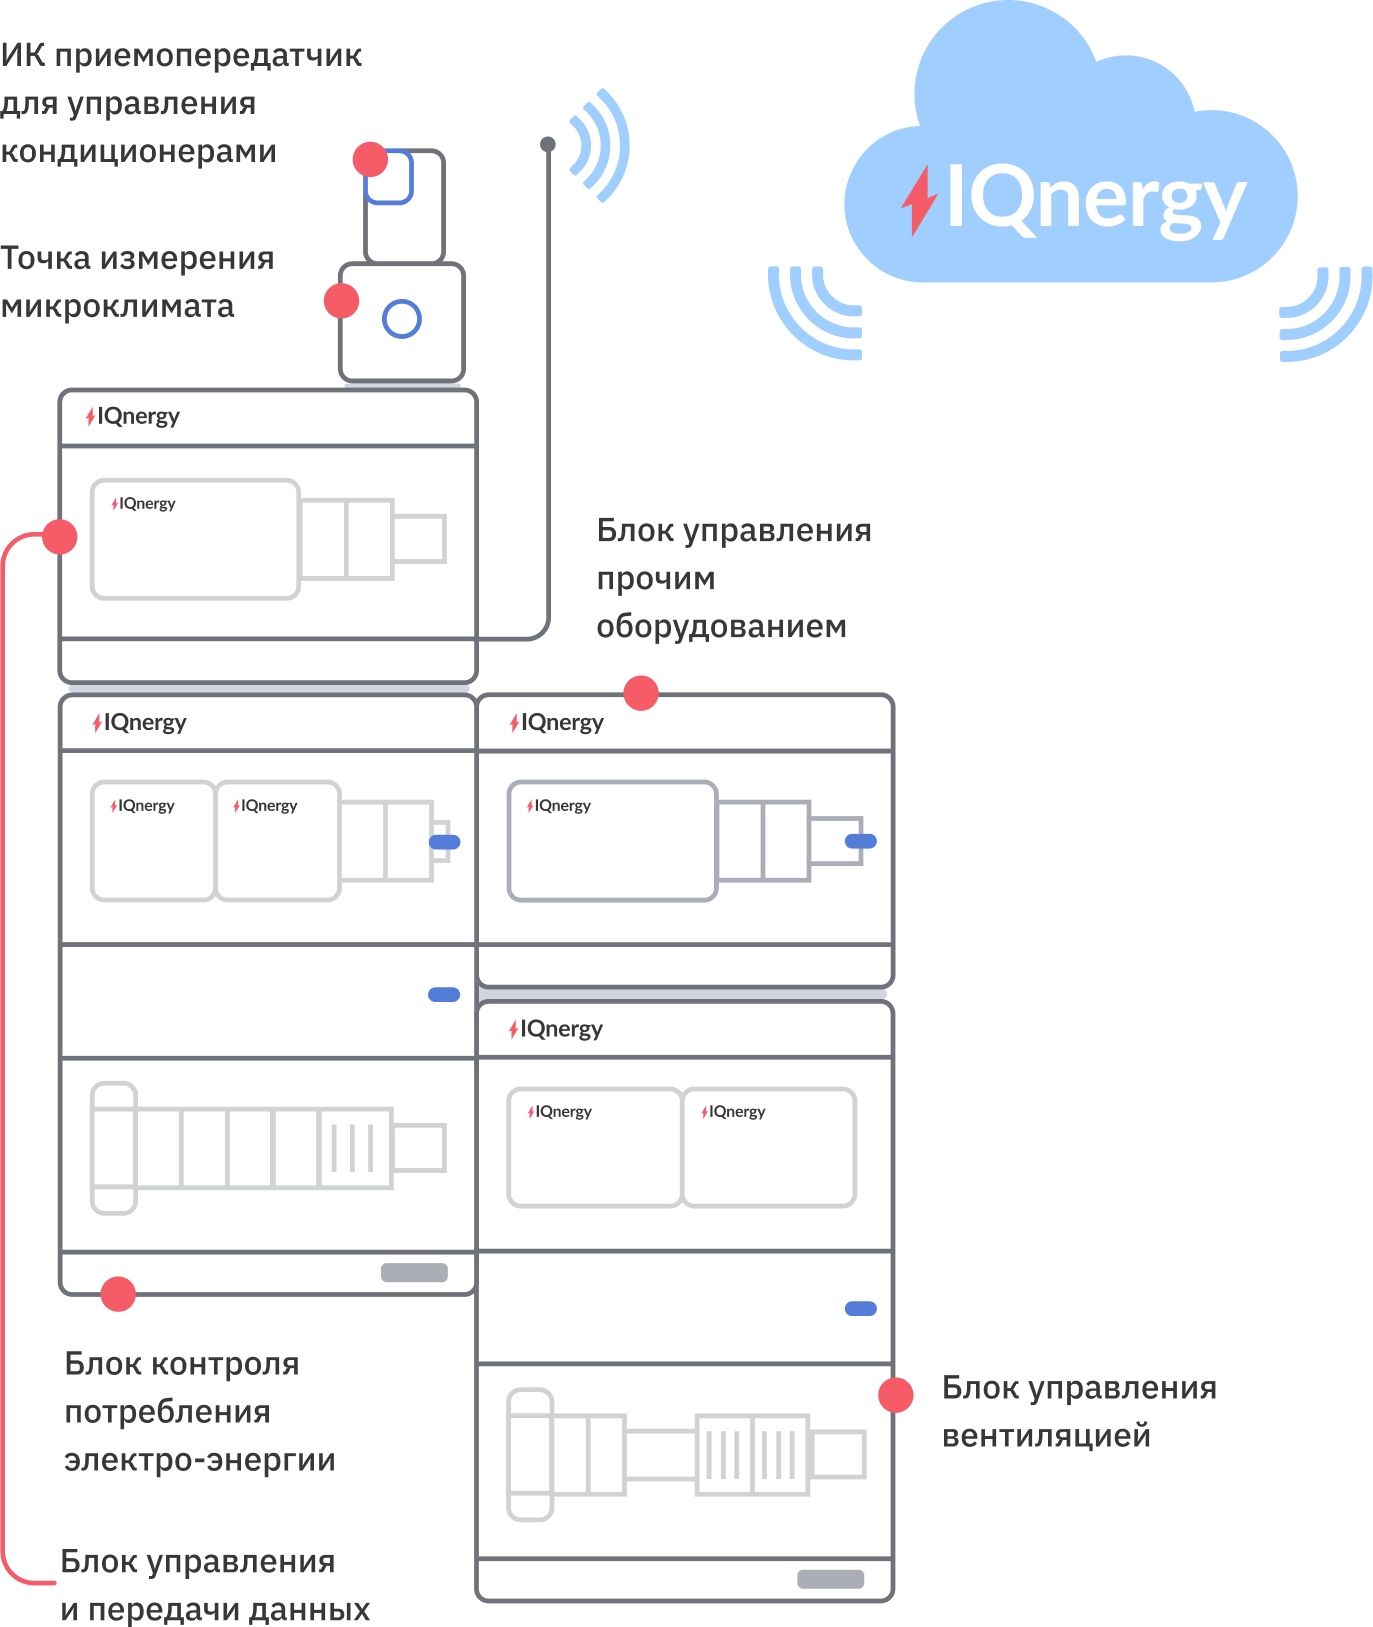 ИК приемопередатчик
для управления
кондиционерами
IQnergy
Точка измерения
микроклимата
IQnergy
IQnergy
Блок управления
прочим
оборудованием
IQnergy
IQnergy
IQnergy
IQnergy
IQnergy
IQnergy
IQnergy
IQnergy
IQnergy
Блок контроля
потребления
электро-энергии
Блок управления
вентиляцией
Блок управления
и передачи данных